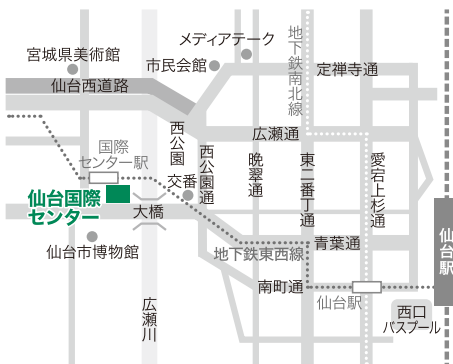 メディアテーク
宮城県美術館
市民会館
地下鉄南北線
定禅寺通
仙台西道路
広瀬通
西公園
国際
センター駅
西公園通
晩翠通
東二番丁通
愛宕上杉通
交番
仙台国際
センター
大橋
仙台市博物館
地下鉄東西線
青葉通
仙台駅
南町通
仙台駅
広瀬川
西口
バスプール